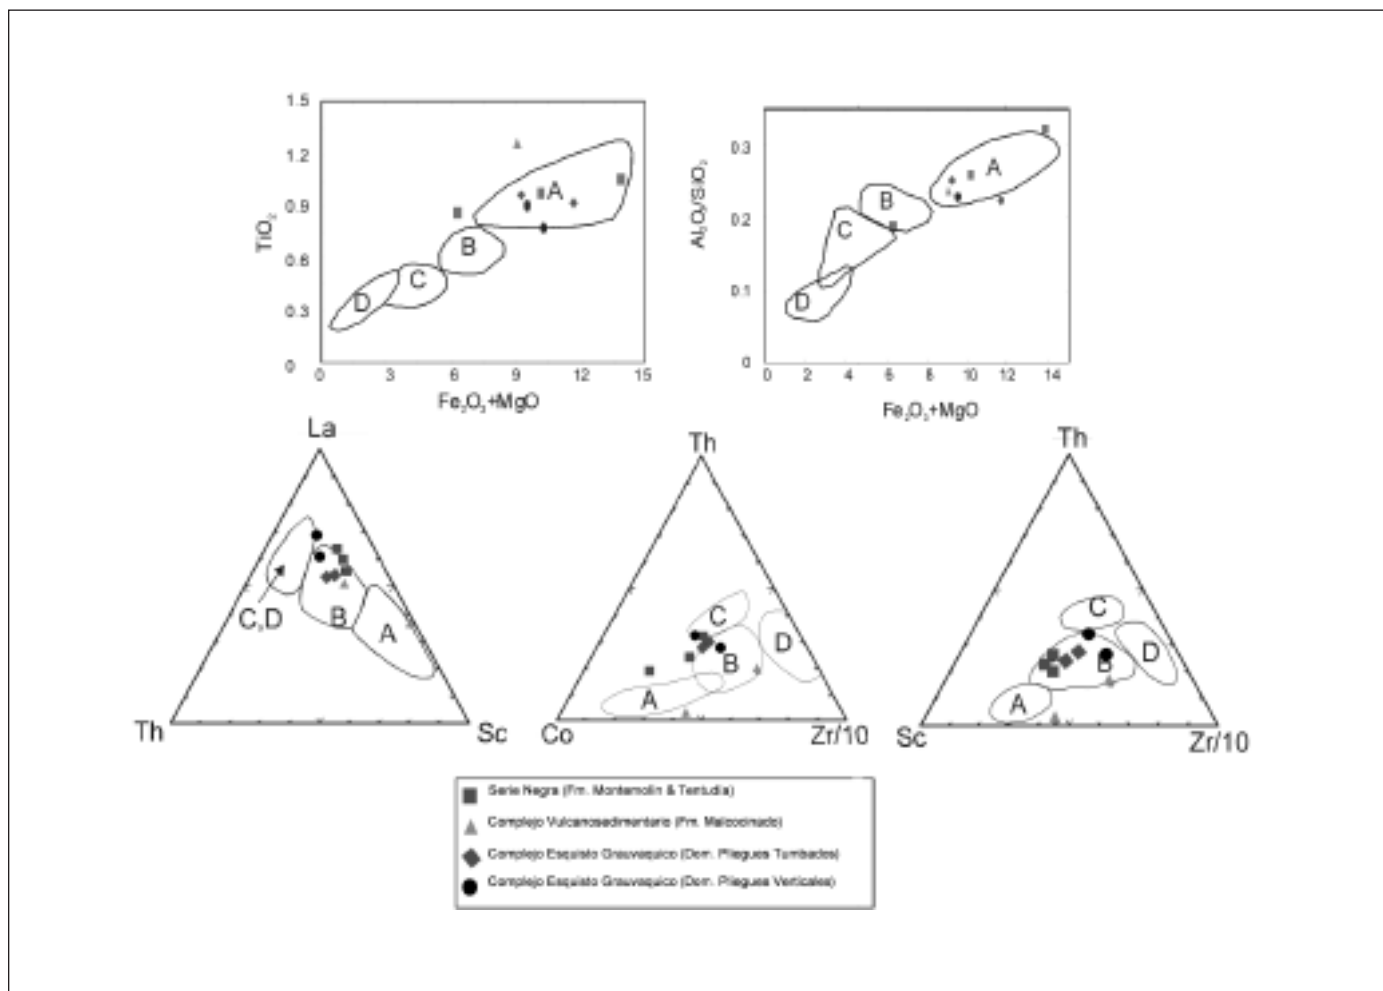 1.5
1.2
0.9
0.6
0.3
0
TiO2
A
B
C
D
0 3 6 9 12 15
Fe2O3+MgO
0.3
0.2
0.1
0
Al2O3/SiO2
A
B
C
D
0 2 4 6 8 10 12 14
Fe2O3+MgO
La
C,D
B
A
Th
Sc
Th
C
D
B
A
Co
Zr/10
Th
C
D
B
A
Sc
Zr/10
Serie Negra (Fm. Montemolin & Tentudia)
Complejo Vulcanosedimentario (Fm. Malcocinado)
Complejo Esquisto Grauvaquico (Dom. Pliegues Tumbados)
Complejo Esquisto Grauvaquico (Dom. Pliegues Verticales)